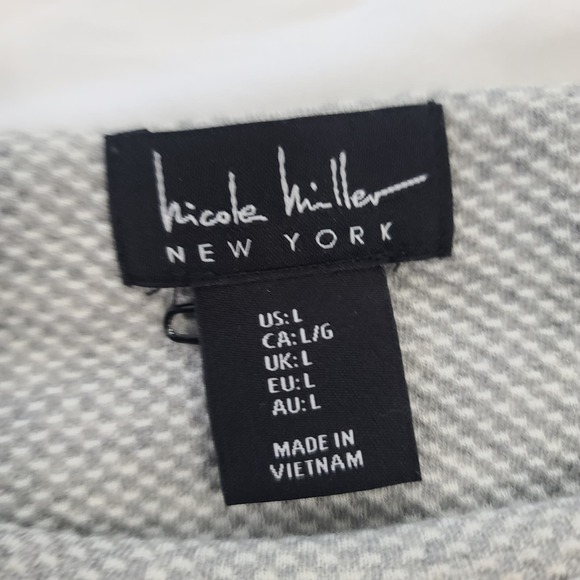 nicole miller
NEW YORK
US: L
CA: L/G
UK: L
EU: L
AU: L
MADE IN
VIETNAM